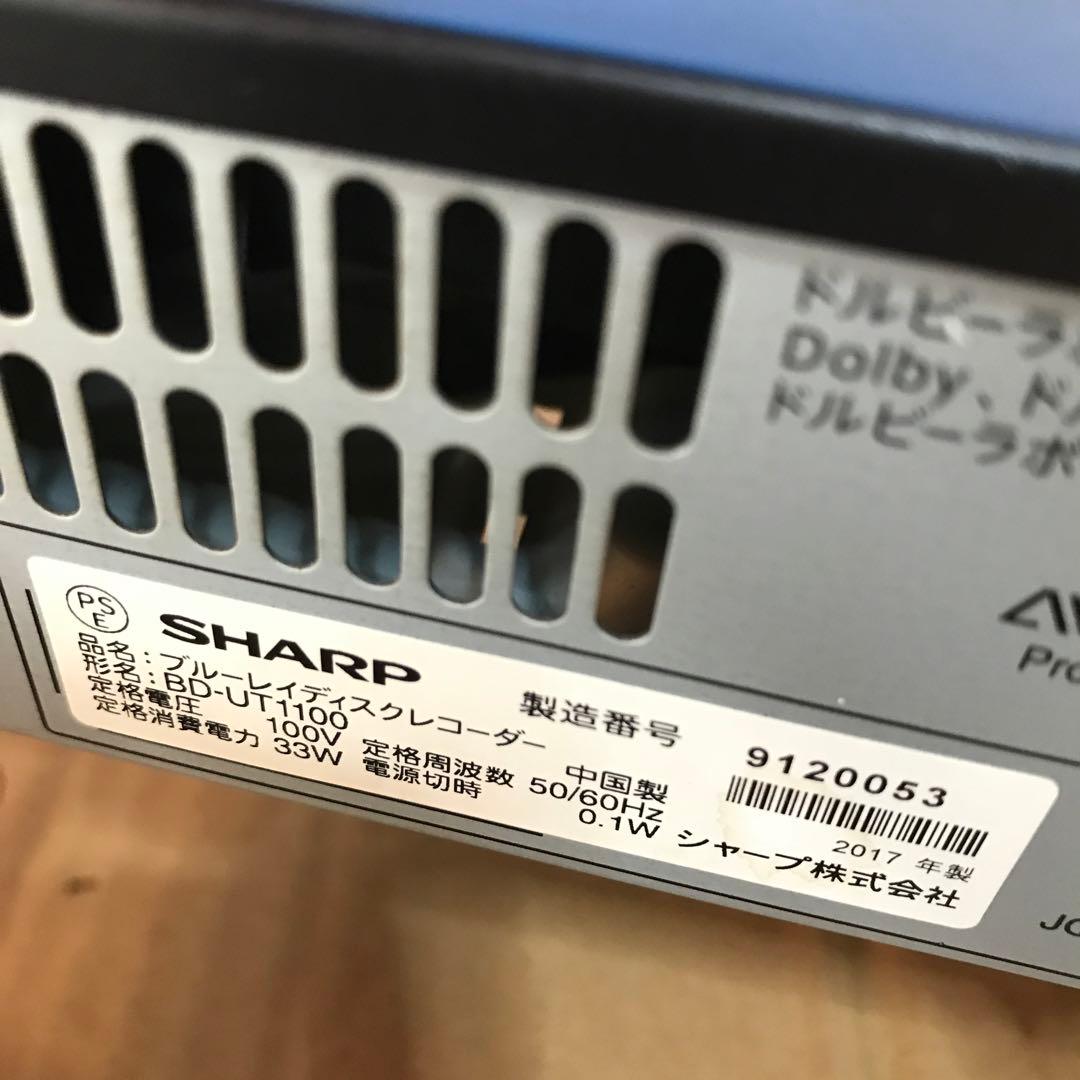 ドルビーラ
Dolby、ド
ドルビーラボ
Pro
PSE
SHARP
品名：ブルーレイディスクレコーダー
形名：BD-UT1100
製造番号
9120053
定格電圧 100V 定格周波数 50/60Hz
中国製
定格消費電力 33W 電源切時 0.1W
2017 年製
シャープ株式会社